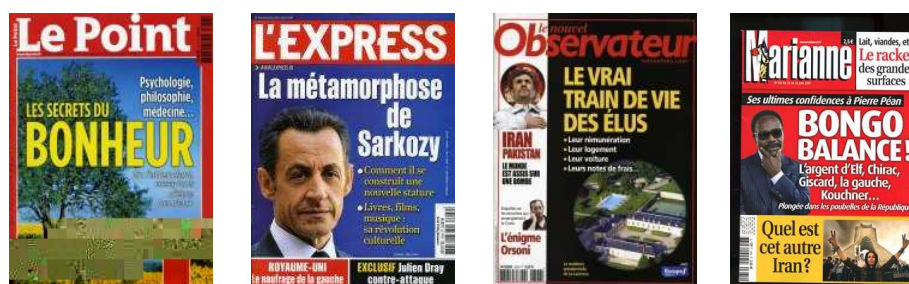 Le Point
Psychologie,
philosophie,
médecine...
LES SECRETS DU
BONHEUR
L'EXPRESS
La métamorphose
de
Sarkozy
•Comment il se
construit une
nouvelle stature
•Livres, films,
musique :
sa révolution
culturelle
ROYAUME-UNI
Le naufrage de la gauche
EXCLUSIF Julien Dray
contre-attaque
le nouvel
Observateur
LE VRAI
TRAIN DE VIE
DES ÉLUS
•Leur rémunération
•Leur logement
•Leur voiture
•Leurs notes de frais...
IRAN
PAKISTAN
LE MONDE
EST ASSIS SUR
UNE BOMBE
L'énigme
Orsoni
Marianne
Lait, viandes, et
Le racke
des grande
surfaces
Ses ultimes confidences à Pierre Péan
BONGO
BALANCE!
L'argent d'Elf, Chirac,
Giscard, la gauche,
Kouchner...
Plongée dans les poubelles de la République
Quel est
cet autre
Iran?